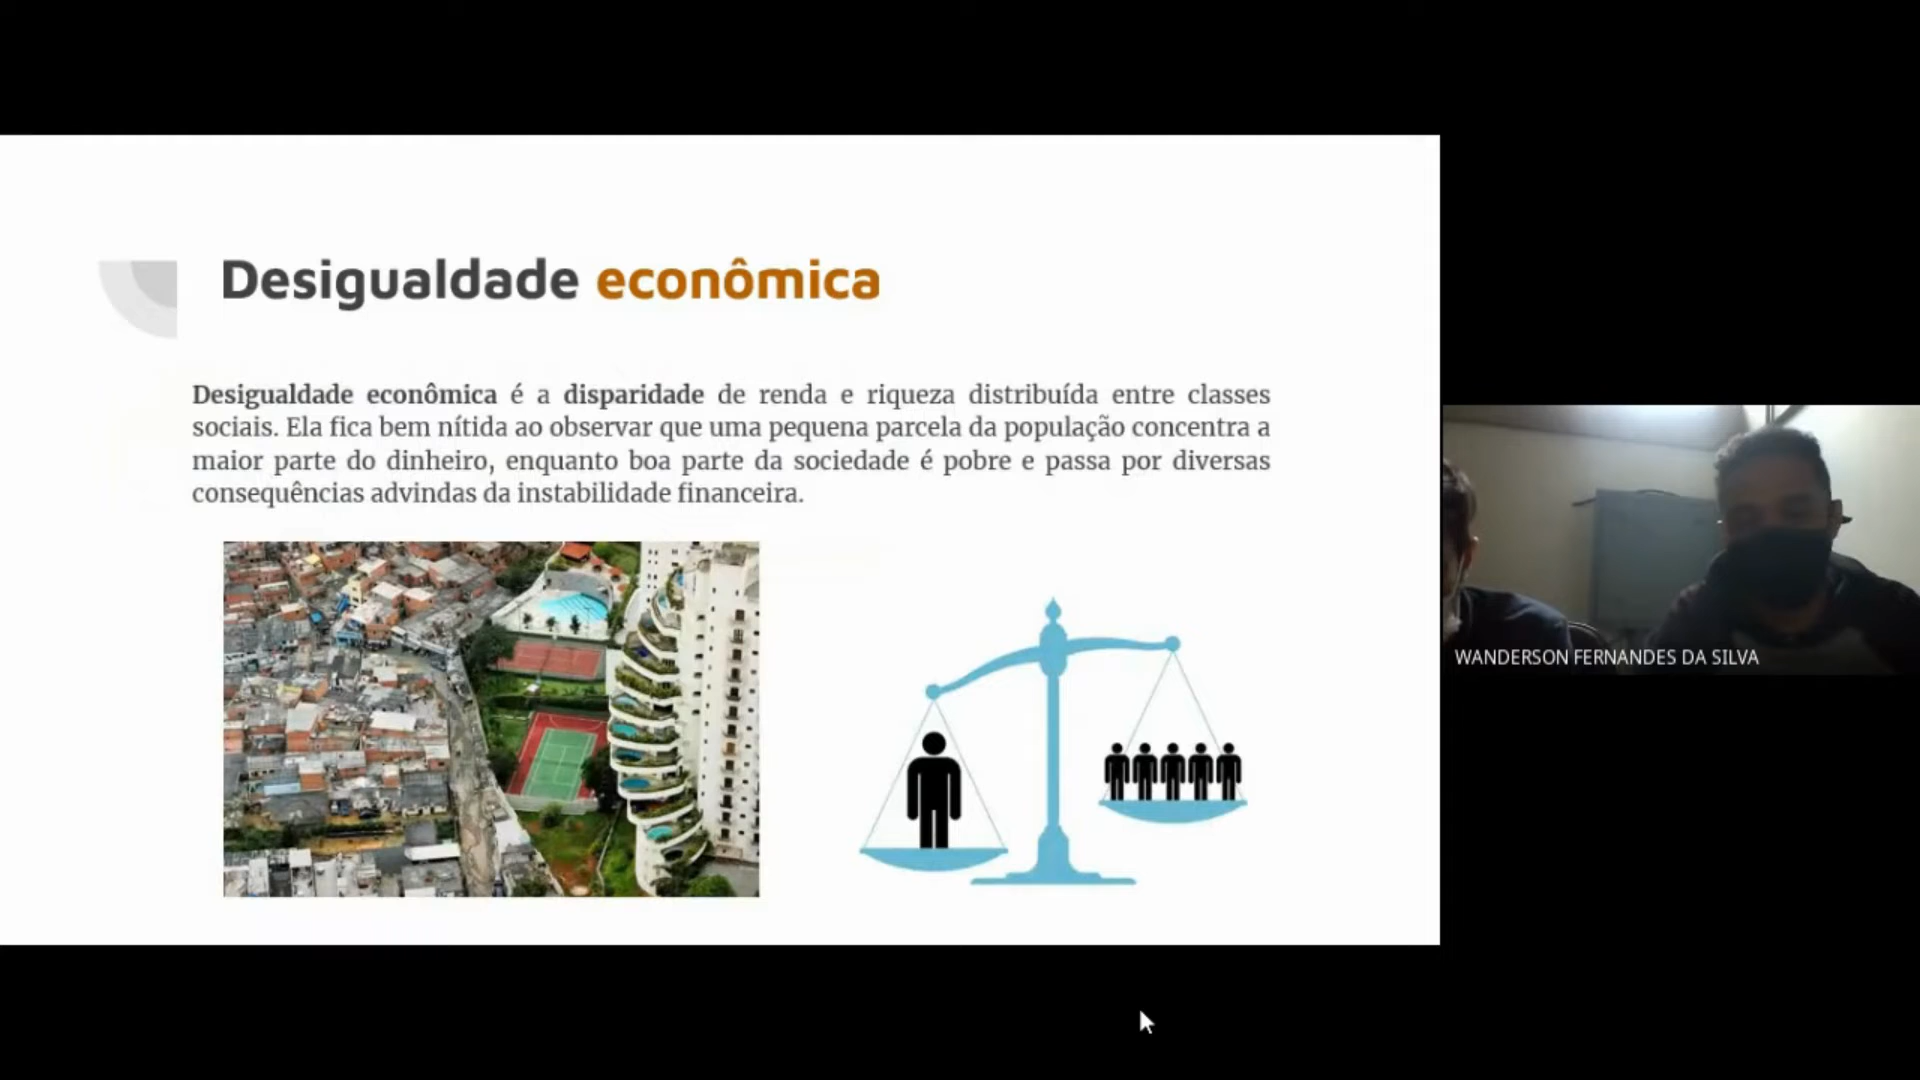 Desigualdade econômica
Desigualdade econômica é a disparidade de renda e riqueza distribuída entre classes
sociais. Ela fica bem nítida ao observar que uma pequena parcela da população concentra a
maior parte do dinheiro, enquanto boa parte da sociedade é pobre e passa por diversas
consequências advindas da instabilidade financeira.
WANDERSON FERNANDES DA SILVA